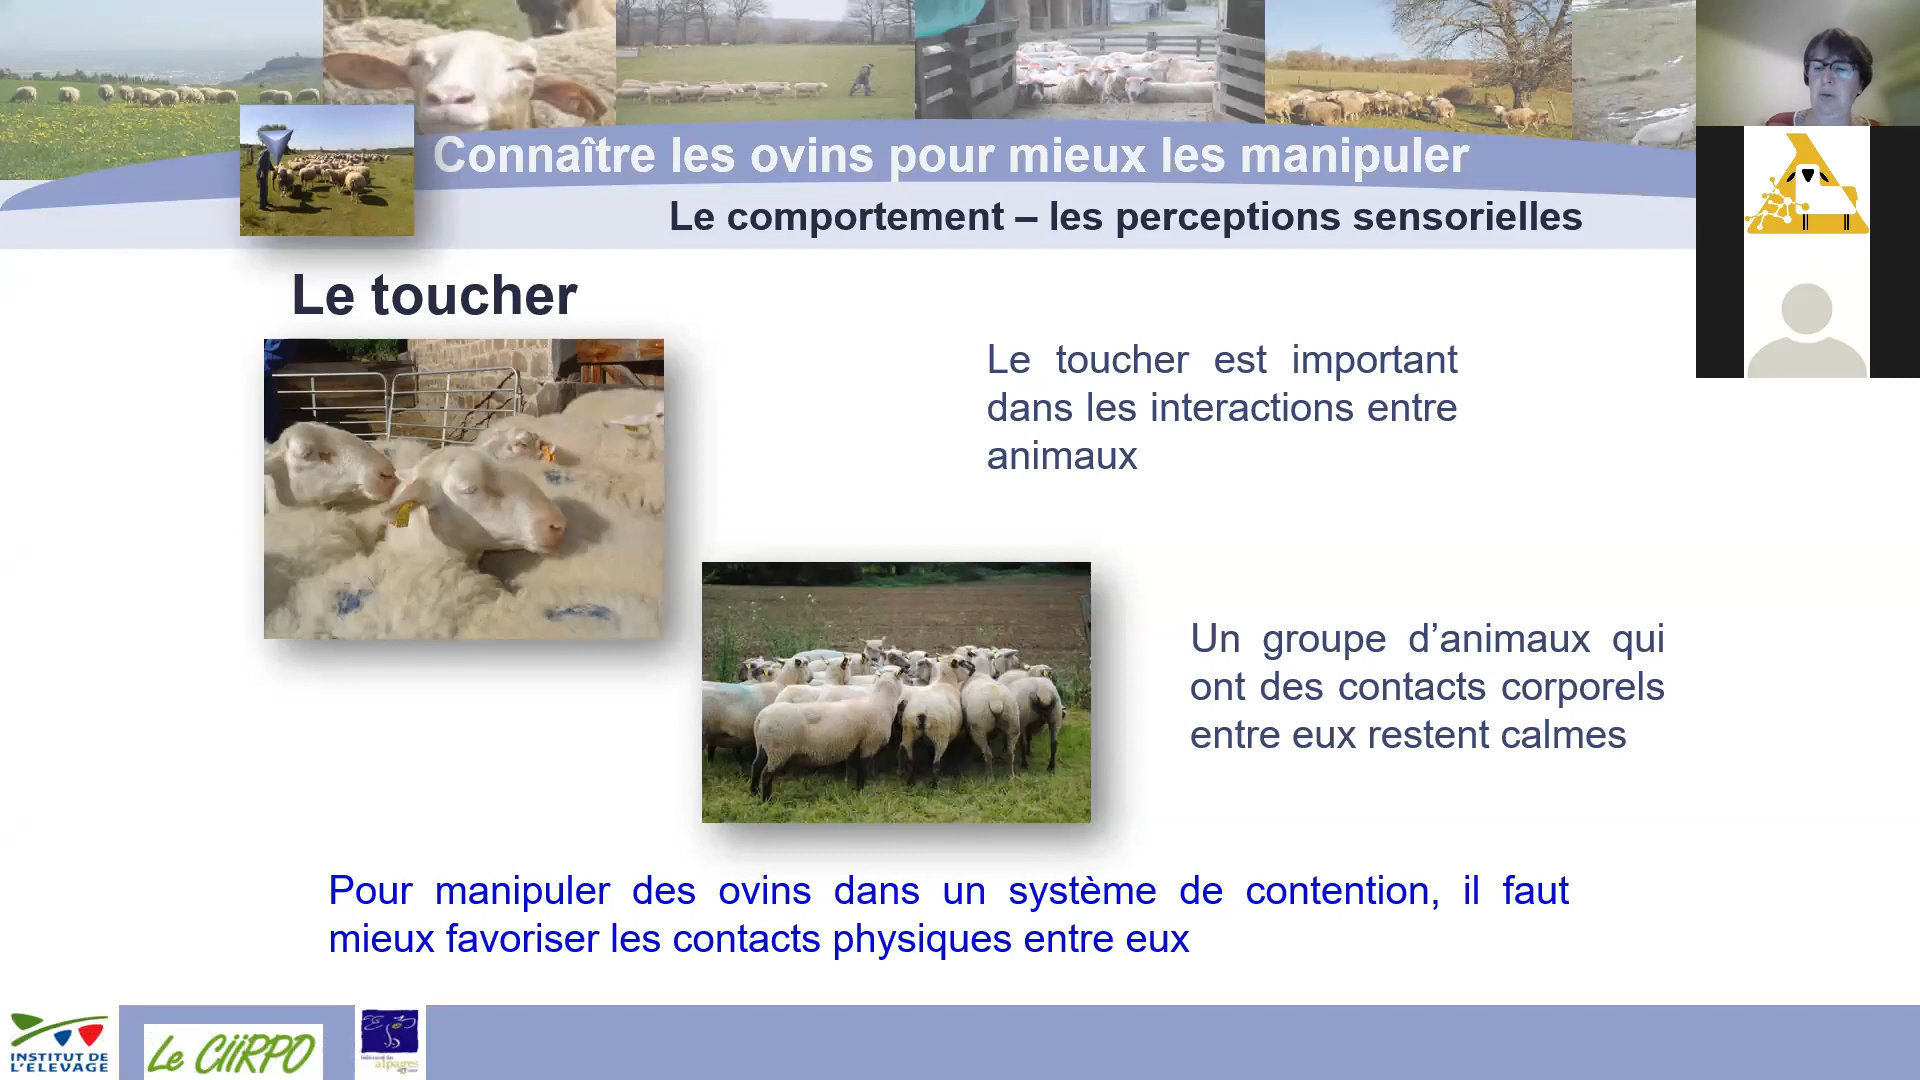 Connaître les ovins pour mieux les manipuler
Le comportement – les perceptions sensorielles
Le toucher
Le toucher est important
dans les interactions entre
animaux
Un groupe d’animaux qui
ont des contacts corporels
entre eux restent calmes
Pour manipuler des ovins dans un système de contention, il faut
mieux favoriser les contacts physiques entre eux
INSTITUT DE
L'ELEVAGE
Le CIIRPO
alpages